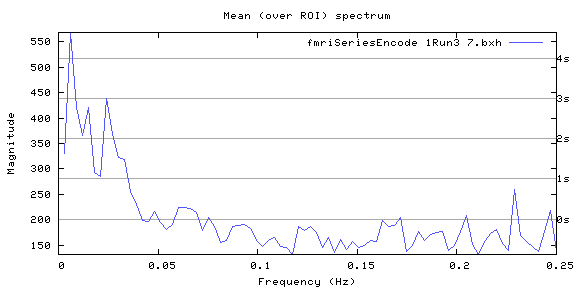 Mean (over ROI) spectrum
fmriSeriesEncode 1Run3 7.bxh
Magnitude
550
500
450
400
350
300
250
200
150
4s
3s
2s
1s
0s
0 0.05 0.1 0.15 0.2 0.25
Frequency (Hz)